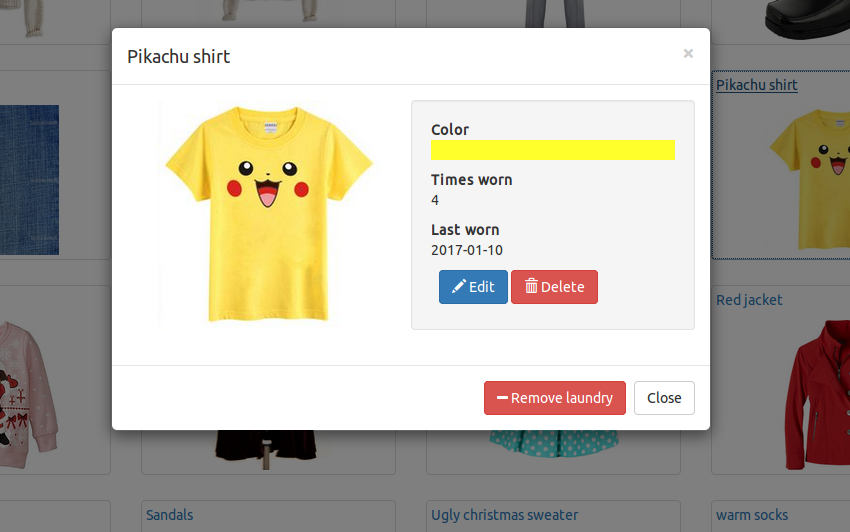 Pikachu shirt
×
Color
Times worn
4
Last worn
2017-01-10
Edit
Delete
Remove laundry
Close
Pikachu shirt
Red jacket
Sandals
Ugly christmas sweater
warm socks